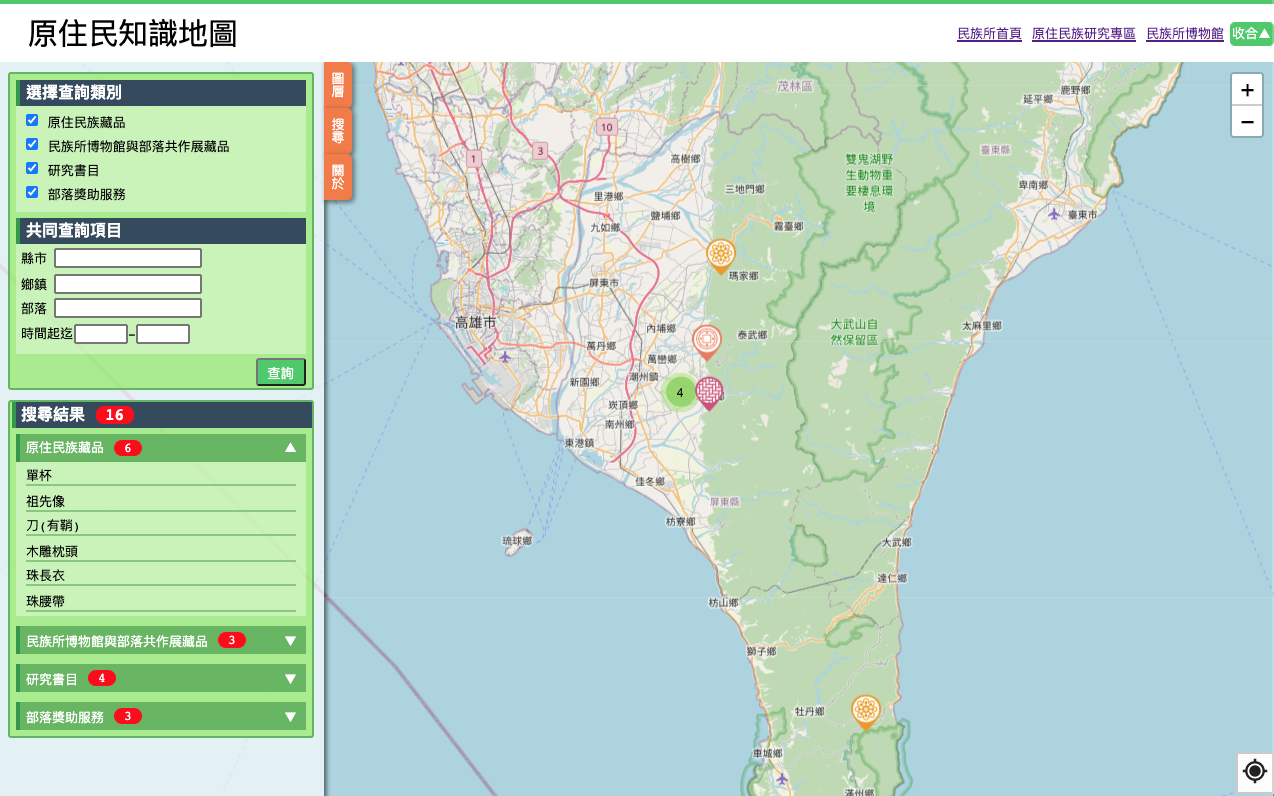 原住民知識地圖
民族所首頁 原住民族研究專區 民族所博物館 收合▲
選擇查詢類別
原住民族藏品
民族所博物館與部落共作展藏品
研究書目
部落獎助服務
共同查詢項目
縣市
鄉鎮
部落
時間起迄 –
查詢
搜尋結果 16
原住民族藏品 6 ▲
單杯
祖先像
刀(有鞘)
木雕枕頭
珠長衣
珠腰帶
民族所博物館與部落共作展藏品 3 ▼
研究書目 4 ▼
部落獎助服務 3 ▼
圖層
搜尋
關於
+
−
茂林區
鹿野鄉
延平鄉
10
3
1
高樹鄉
臺東縣
雙鬼湖野
生動物重
要棲息環
境
三地門鄉
卑南鄉
里港鄉
鹽埔鄉
臺東市
九如鄉
霧臺鄉
瑪家鄉
屏東市
高雄市
內埔鄉
泰武鄉
大武山自
然保留區
太麻里鄉
萬丹鄉
萬巒鄉
新園鄉
潮州鎮
4
崁頂鄉
南州鄉
東港鎮
佳冬鄉
屏東縣
枋寮鄉
琉球鄉
大武鄉
達仁鄉
枋山鄉
獅子鄉
牡丹鄉
車城鄉
滿州鄉